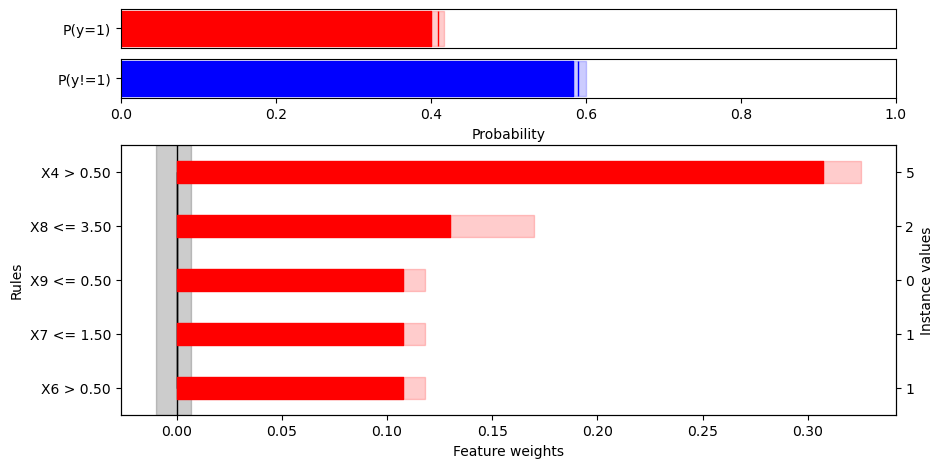 P(y=1)
P(y!=1)
0.0 0.2 0.4 0.6 0.8 1.0
Probability
X4 > 0.50 5
X8 <= 3.50 2
X9 <= 0.50 0
X7 <= 1.50 1
X6 > 0.50 1
Rules
Instance values
0.00 0.05 0.10 0.15 0.20 0.25 0.30
Feature weights